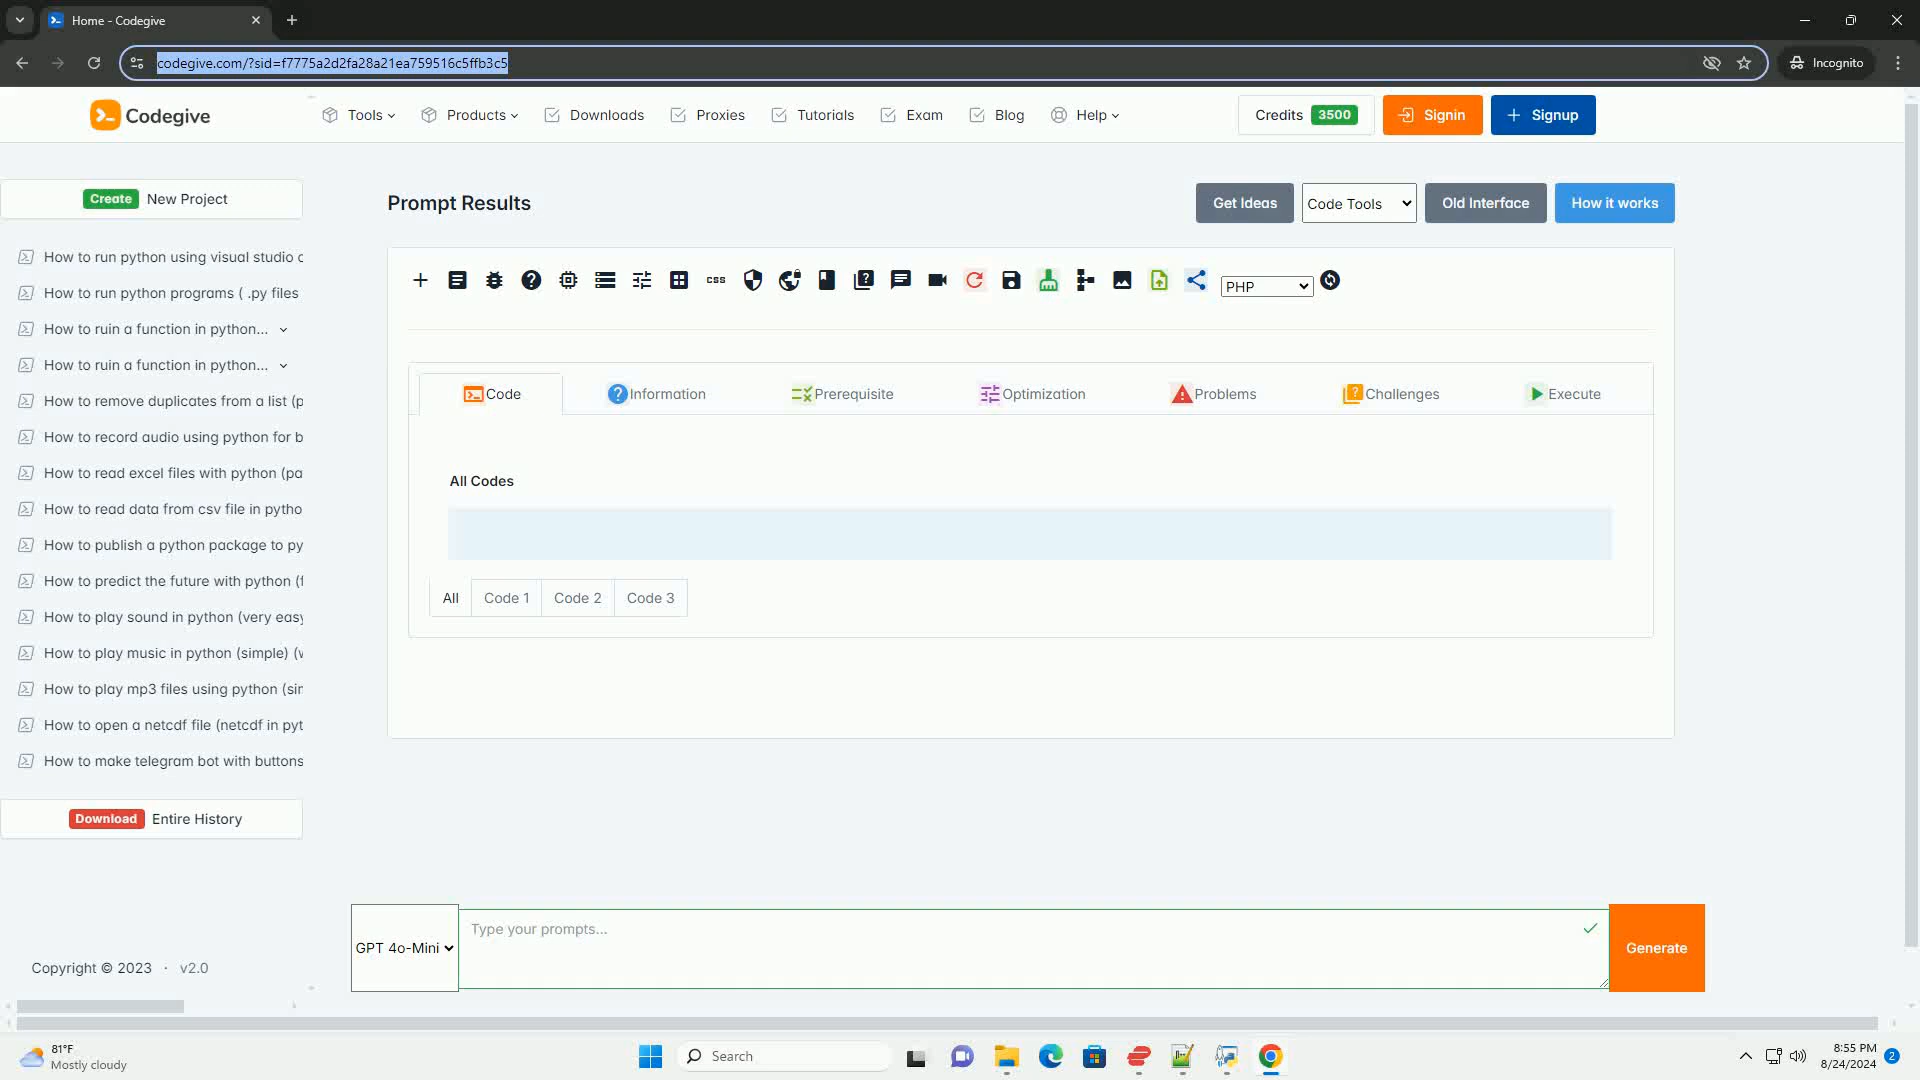 Home - Codegive
codegive.com/?sid=f7775a2d2fa28a21ea759516c5ffb3c5
Incognito
Codegive
Tools
Products
Downloads
Proxies
Tutorials
Exam
Blog
Help
Credits 3500
Signin
Signup
Create New Project
How to run python using visual studio c
How to run python programs ( .py files
How to ruin a function in python...
How to ruin a function in python...
How to remove duplicates from a list (p
How to record audio using python for b
How to read excel files with python (pa
How to read data from csv file in pytho
How to publish a python package to py
How to predict the future with python (f
How to play sound in python (very easy
How to play music in python (simple) (v
How to play mp3 files using python (sir
How to open a netcdf file (netcdf in pyt
How to make telegram bot with buttons
Download Entire History
Copyright © 2023 · v2.0
Prompt Results
Get Ideas
Code Tools
Old Interface
How it works
css
PHP
Code
Information
Prerequisite
Optimization
Problems
Challenges
Execute
All Codes
All
Code 1
Code 2
Code 3
GPT 4o-Mini
Type your prompts...
Generate
81°F
Mostly cloudy
Search
8:55 PM
8/24/2024
2